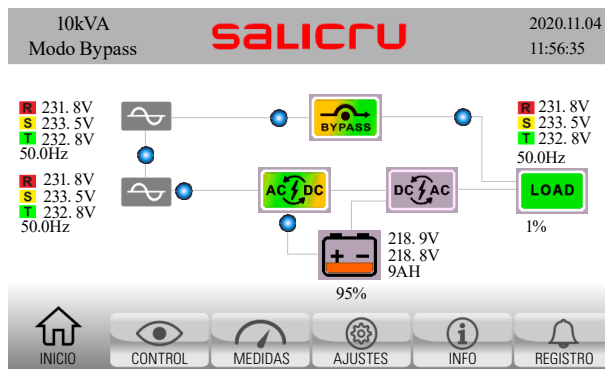 10kVA
Modo Bypass
SALICRU
2020.11.04
11:56:35
R 231. 8V
S 233. 5V
T 232. 8V
50.0Hz
BYPASS
R 231. 8V
S 233. 5V
T 232. 8V
50.0Hz
R 231. 8V
S 233. 5V
T 232. 8V
50.0Hz
AC DC
DC AC
LOAD
1%
+ −
218. 9V
218. 8V
9AH
95%
INICIO
CONTROL
MEDIDAS
AJUSTES
INFO
REGISTRO